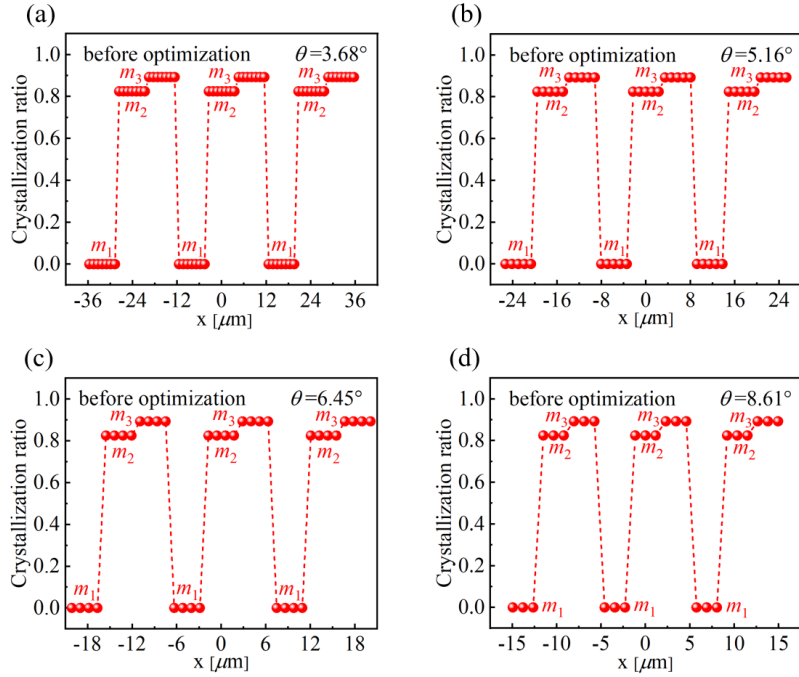 (a)
before optimization θ=3.68°
m3
m2
m1
Crystallization ratio
1.0
0.8
0.6
0.4
0.2
0.0
-36 -24 -12 0 12 24 36
x [μm]
(b)
before optimization θ=5.16°
m3
m2
m1
Crystallization ratio
1.0
0.8
0.6
0.4
0.2
0.0
-24 -16 -8 0 8 16 24
x [μm]
(c)
before optimization θ=6.45°
m3
m2
m1
Crystallization ratio
1.0
0.8
0.6
0.4
0.2
0.0
-18 -12 -6 0 6 12 18
x [μm]
(d)
before optimization θ=8.61°
m3
m2
m1
Crystallization ratio
1.0
0.8
0.6
0.4
0.2
0.0
-15 -10 -5 0 5 10 15
x [μm]
m3 m3
m2 m2
m1 m1
m3 m3
m2 m2
m1 m1
m3 m3
m2 m2
m1 m1
m3 m3
m2 m2
m1 m1